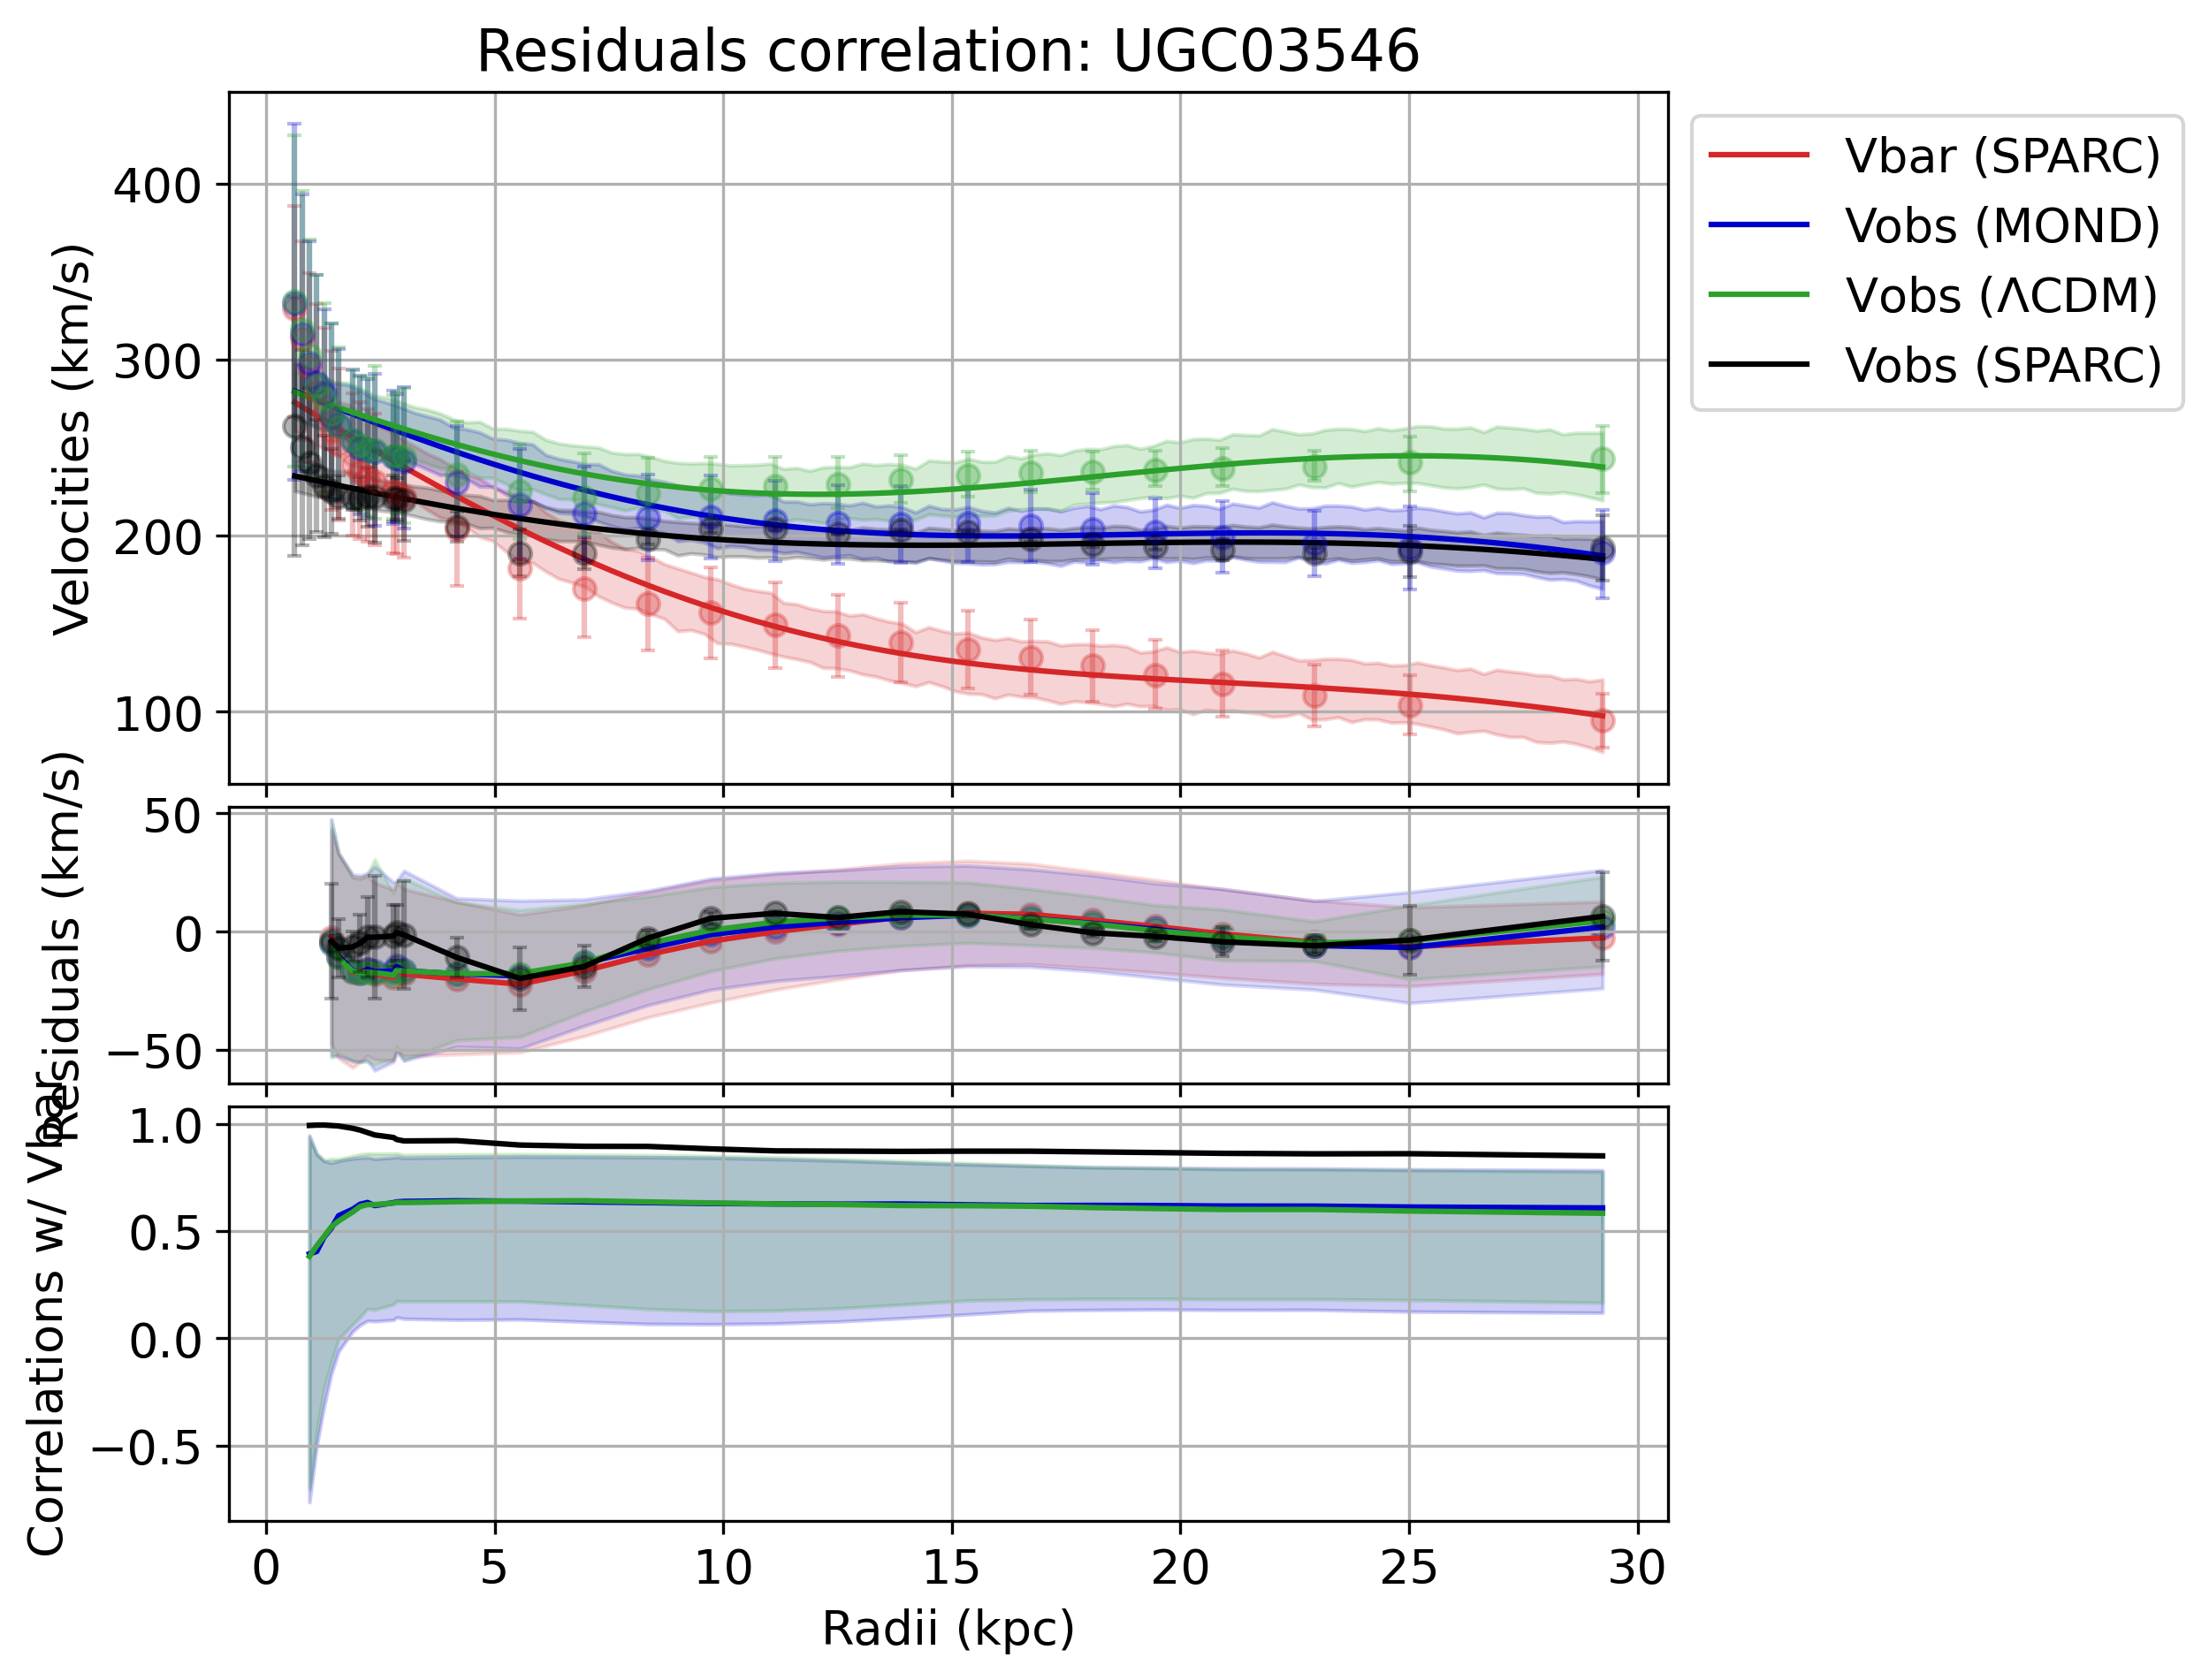 Residuals correlation: UGC03546
Velocities (km/s)
400
300
200
100
Vbar (SPARC)
Vobs (MOND)
Vobs (ΛCDM)
Vobs (SPARC)
Residuals (km/s)
50
0
−50
Correlations w/ Vbar
1.0
0.5
0.0
−0.5
0 5 10 15 20 25 30
Radii (kpc)